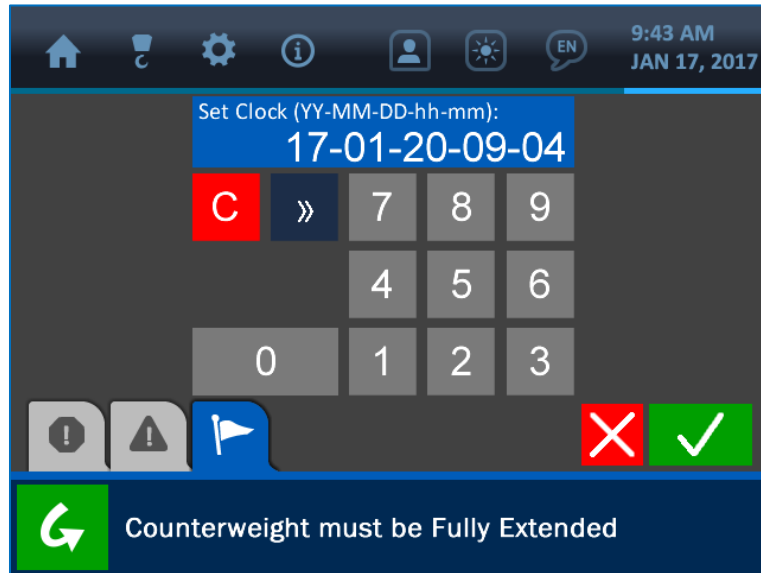 9:43 AM
EN
JAN 17, 2017
Set Clock (YY-MM-DD-hh-mm):
17-01-20-09-04
C » 7 8 9
4 5 6
0 1 2 3
Counterweight must be Fully Extended